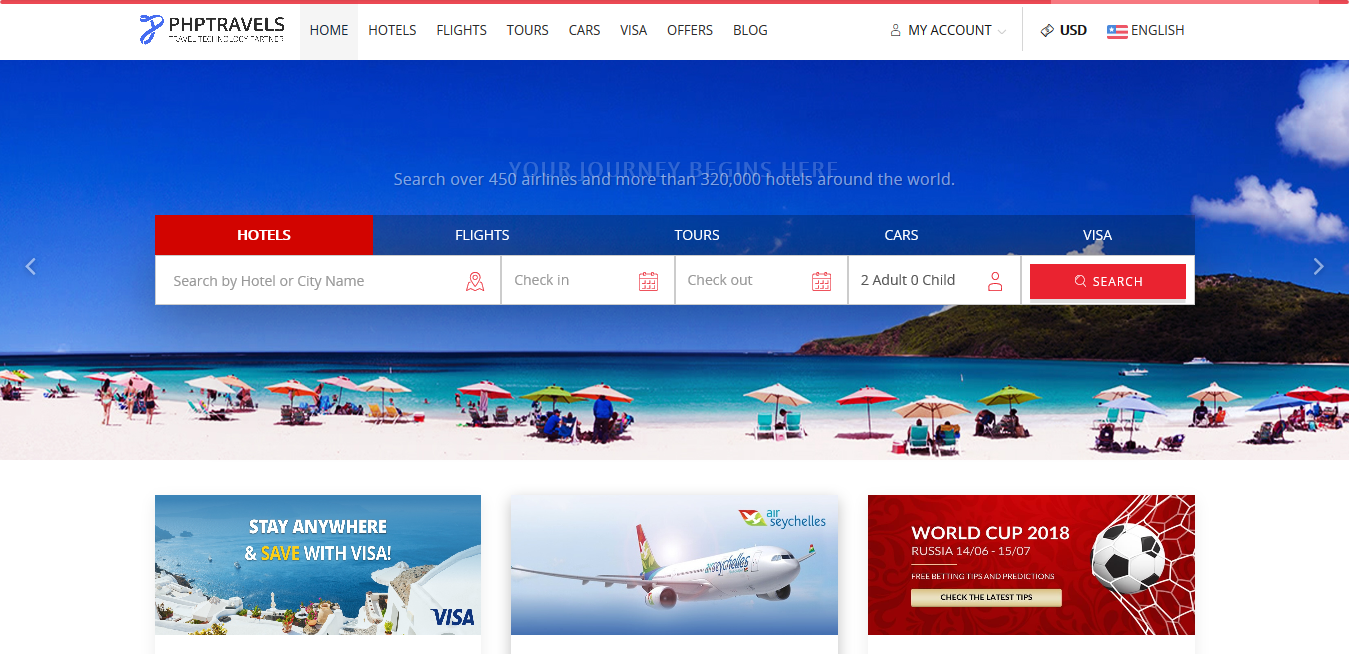 PHPTRAVELS
TRAVEL TECHNOLOGY PARTNER
HOME HOTELS FLIGHTS TOURS CARS VISA OFFERS BLOG MY ACCOUNT USD ENGLISH
YOUR JOURNEY BEGINS HERE
Search over 450 airlines and more than 320,000 hotels around the world.
HOTELS FLIGHTS TOURS CARS VISA
Search by Hotel or City Name Check in Check out 2 Adult 0 Child SEARCH
STAY ANYWHERE
& SAVE WITH VISA!
VISA
air
seychelles
airseychelles
WORLD CUP 2018
RUSSIA 14/06 - 15/07
FREE BETTING TIPS AND PREDICTIONS
CHECK THE LATEST TIPS